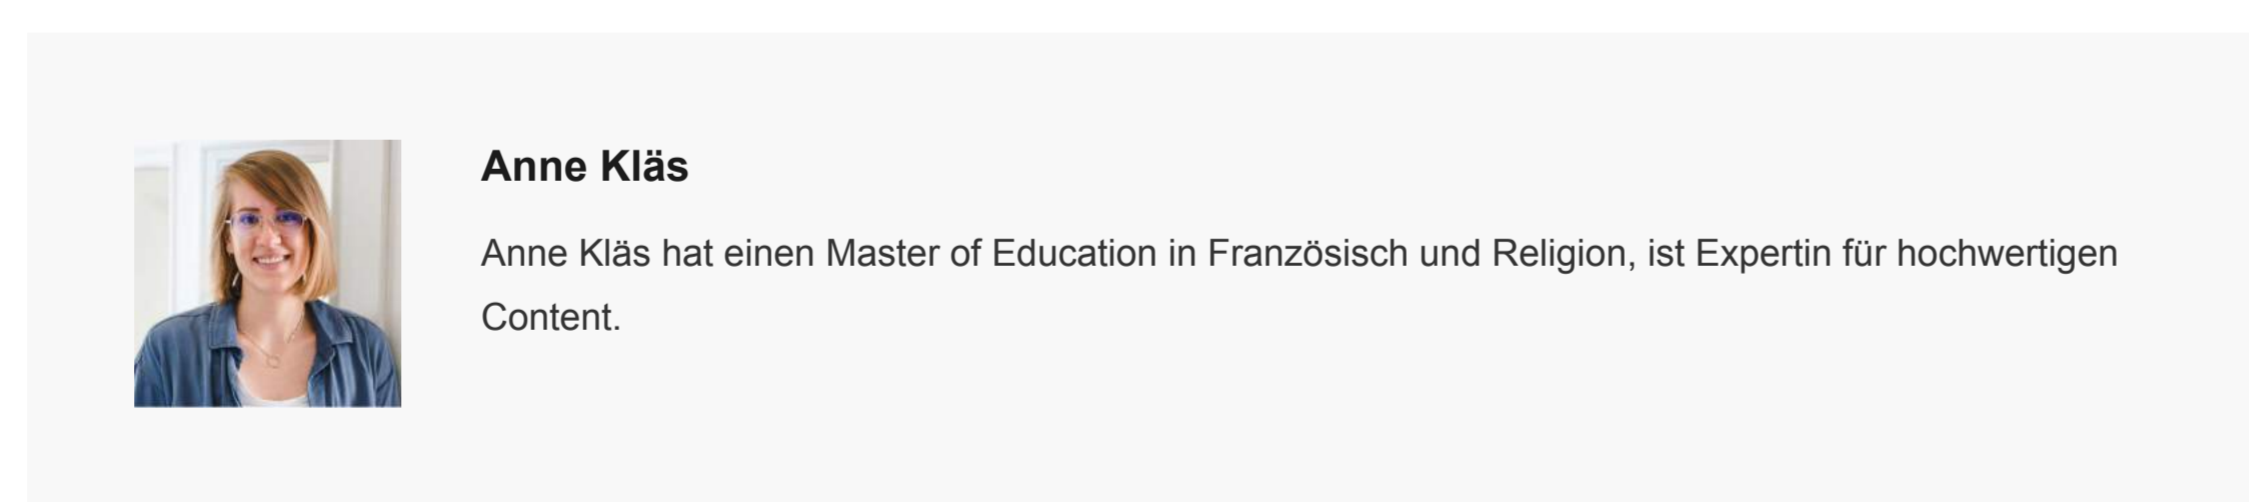 Anne Kläs
Anne Kläs hat einen Master of Education in Französisch und Religion, ist Expertin für hochwertigen
Content.